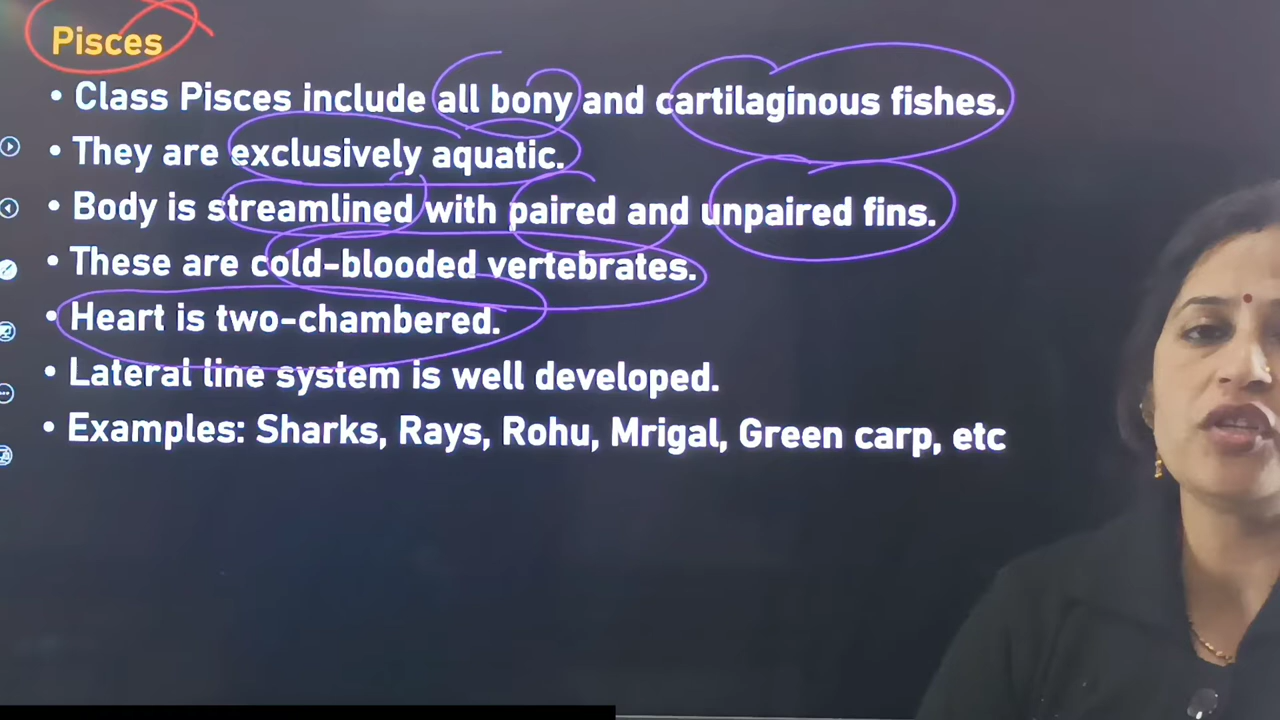 Pisces
• Class Pisces include all bony and cartilaginous fishes.
• They are exclusively aquatic.
• Body is streamlined with paired and unpaired fins.
• These are cold-blooded vertebrates.
• Heart is two-chambered.
• Lateral line system is well developed.
• Examples: Sharks, Rays, Rohu, Mrigal, Green carp, etc